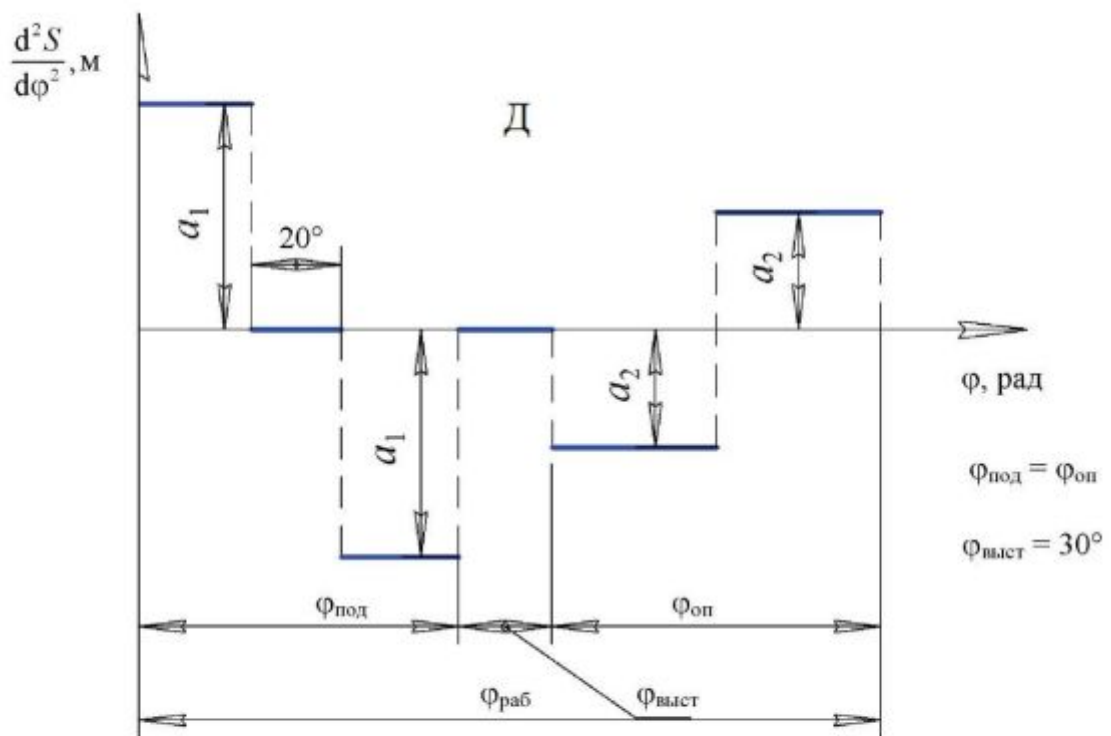 d²S
dφ²
, м
Д
a₁
20°
a₂
a₁
a₂
φ, рад
φпод = φоп
φвыст = 30°
φпод
φоп
φраб
φвыст